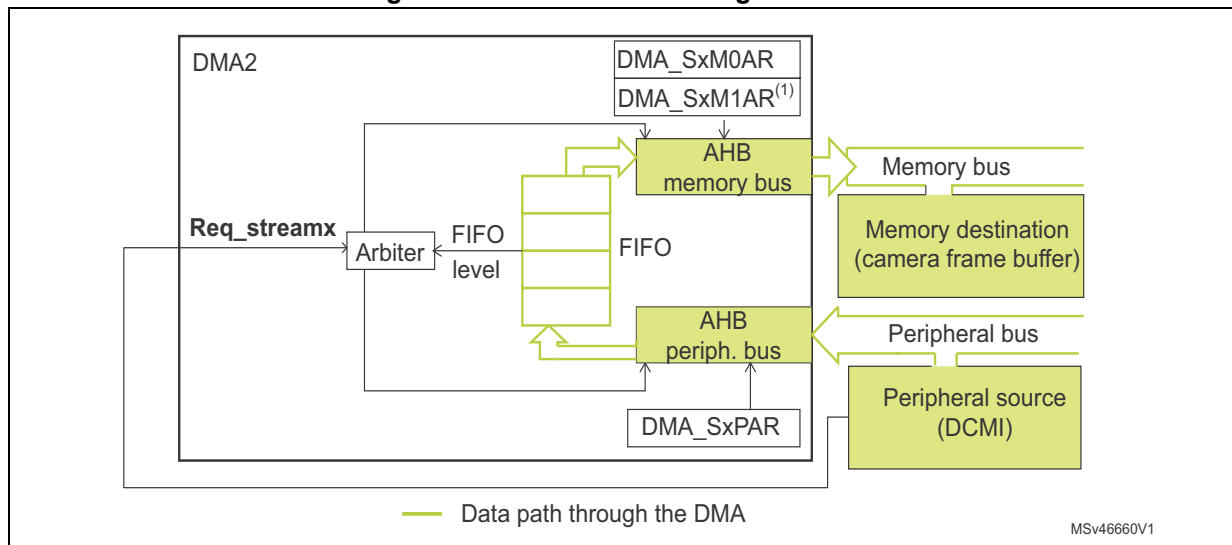 DMA2
DMA_SxM0AR
DMA_SxM1AR(1)
AHB
memory bus
Memory bus
Memory destination
(camera frame buffer)
Req_streamx
Arbiter
FIFO
level
FIFO
AHB
periph. bus
Peripheral bus
Peripheral source
(DCMI)
DMA_SxPAR
Data path through the DMA
MSv46660V1